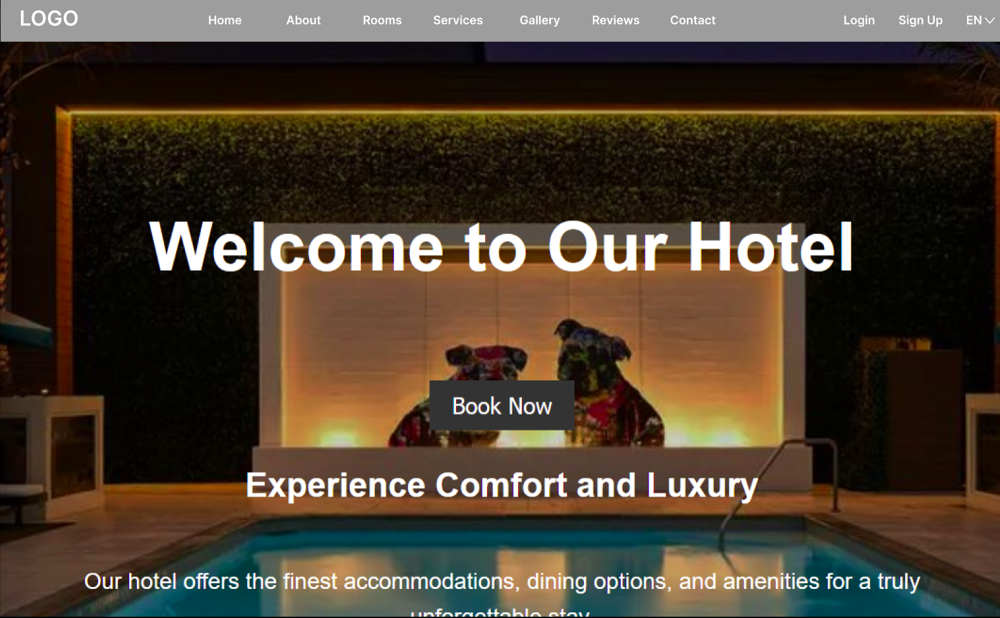 LOGO Home About Rooms Services Gallery Reviews Contact Login Sign Up EN
Welcome to Our Hotel
Book Now
Experience Comfort and Luxury
Our hotel offers the finest accommodations, dining options, and amenities for a truly
unforgettable stay